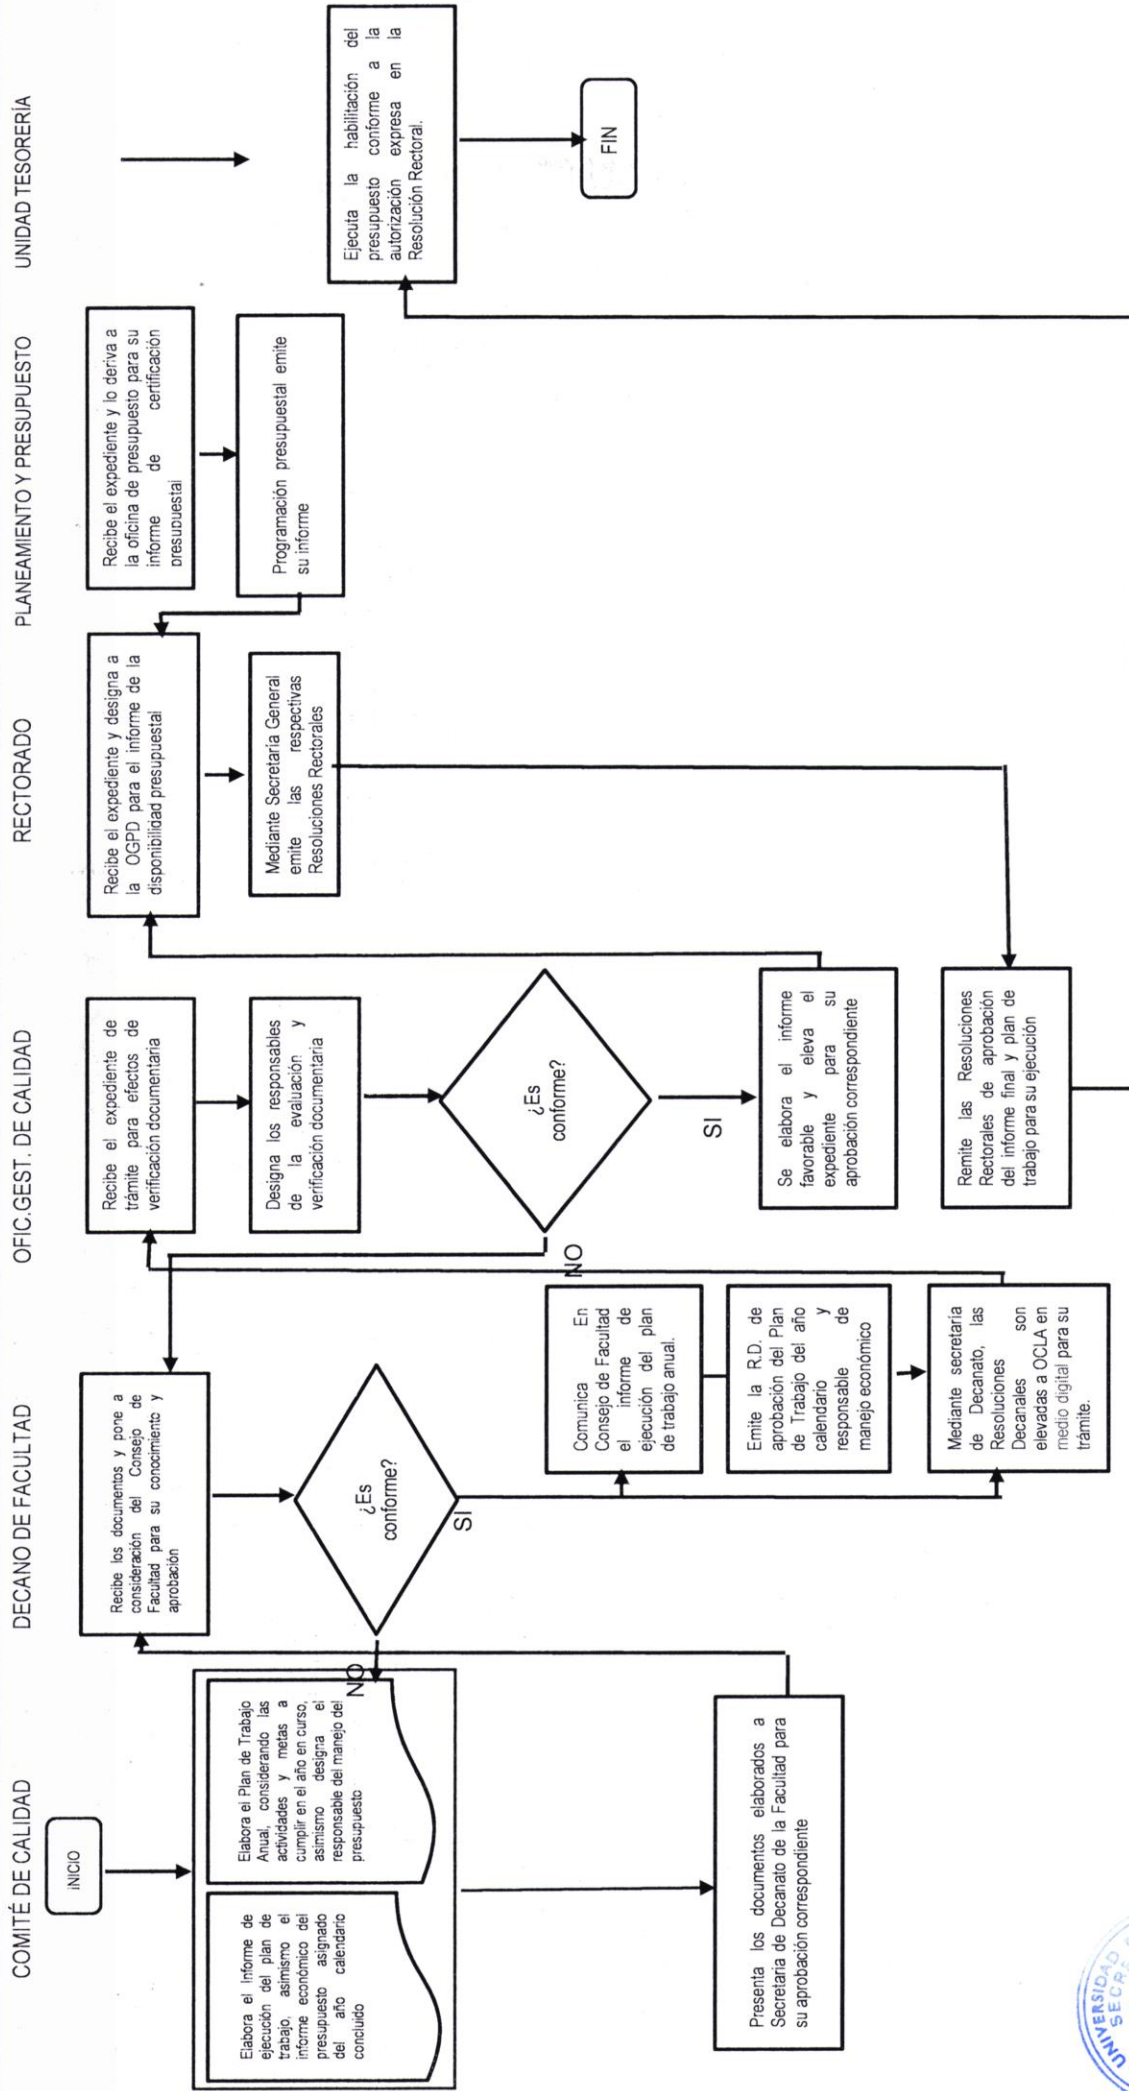 COMITÉ DE CALIDAD
DECANO DE FACULTAD
OFIC.GEST. DE CALIDAD
RECTORADO
PLANEAMIENTO Y PRESUPUESTO
UNIDAD TESORERÍA
iNICIO
Elabora el Informe de
ejecución del plan de
trabajo, asimismo el
informe económico del
presupuesto asignado
del año calendario
concluido
Elabora el Plan de Trabajo
Anual, considerando las
actividades y metas a
cumplir en el año en curso,
asimismo designa el
responsable del manejo del
presupuesto
NO
Presenta los documentos elaborados a
Secretaria de Decanato de la Facultad para
su aprobación correspondiente
Recibe los documentos y pone a
consideración del Consejo de
Facultad para su conocimiento y
aprobación
¿Es
conforme?
SI
Comunica En
Consejo de Facultad
el informe de
ejecución del plan
de trabajo anual.
Emite la R.D. de
aprobación del Plan
de Trabajo del año
calendario y
responsable de
manejo económico
Mediante secretaría
de Decanato, las
Resoluciones
Decanales son
elevadas a OCLA en
medio digital para su
trámite.
Recibe el expediente de
trámite para efectos de
verificación documentaria
Designa los responsables
de la evaluación y
verificación documentaria
¿Es
conforme?
NO
SI
Se elabora el informe
favorable y eleva el
expediente para su
aprobación correspondiente
Remite las Resoluciones
Rectorales de aprobación
del informe final y plan de
trabajo para su ejecución
Recibe el expediente y designa a
la OGPD para el informe de la
disponibilidad presupuestal
Mediante Secretaria General
emite las respectivas
Resoluciones Rectorales
Recibe el expediente y lo deriva a
la oficina de presupuesto para su
informe de certificación
presupuestal
Programación presupuestal emite
su informe
Ejecuta la habilitación del
presupuesto conforme a la
autorización expresa en la
Resolución Rectoral.
FIN
UNIVERSIDAD